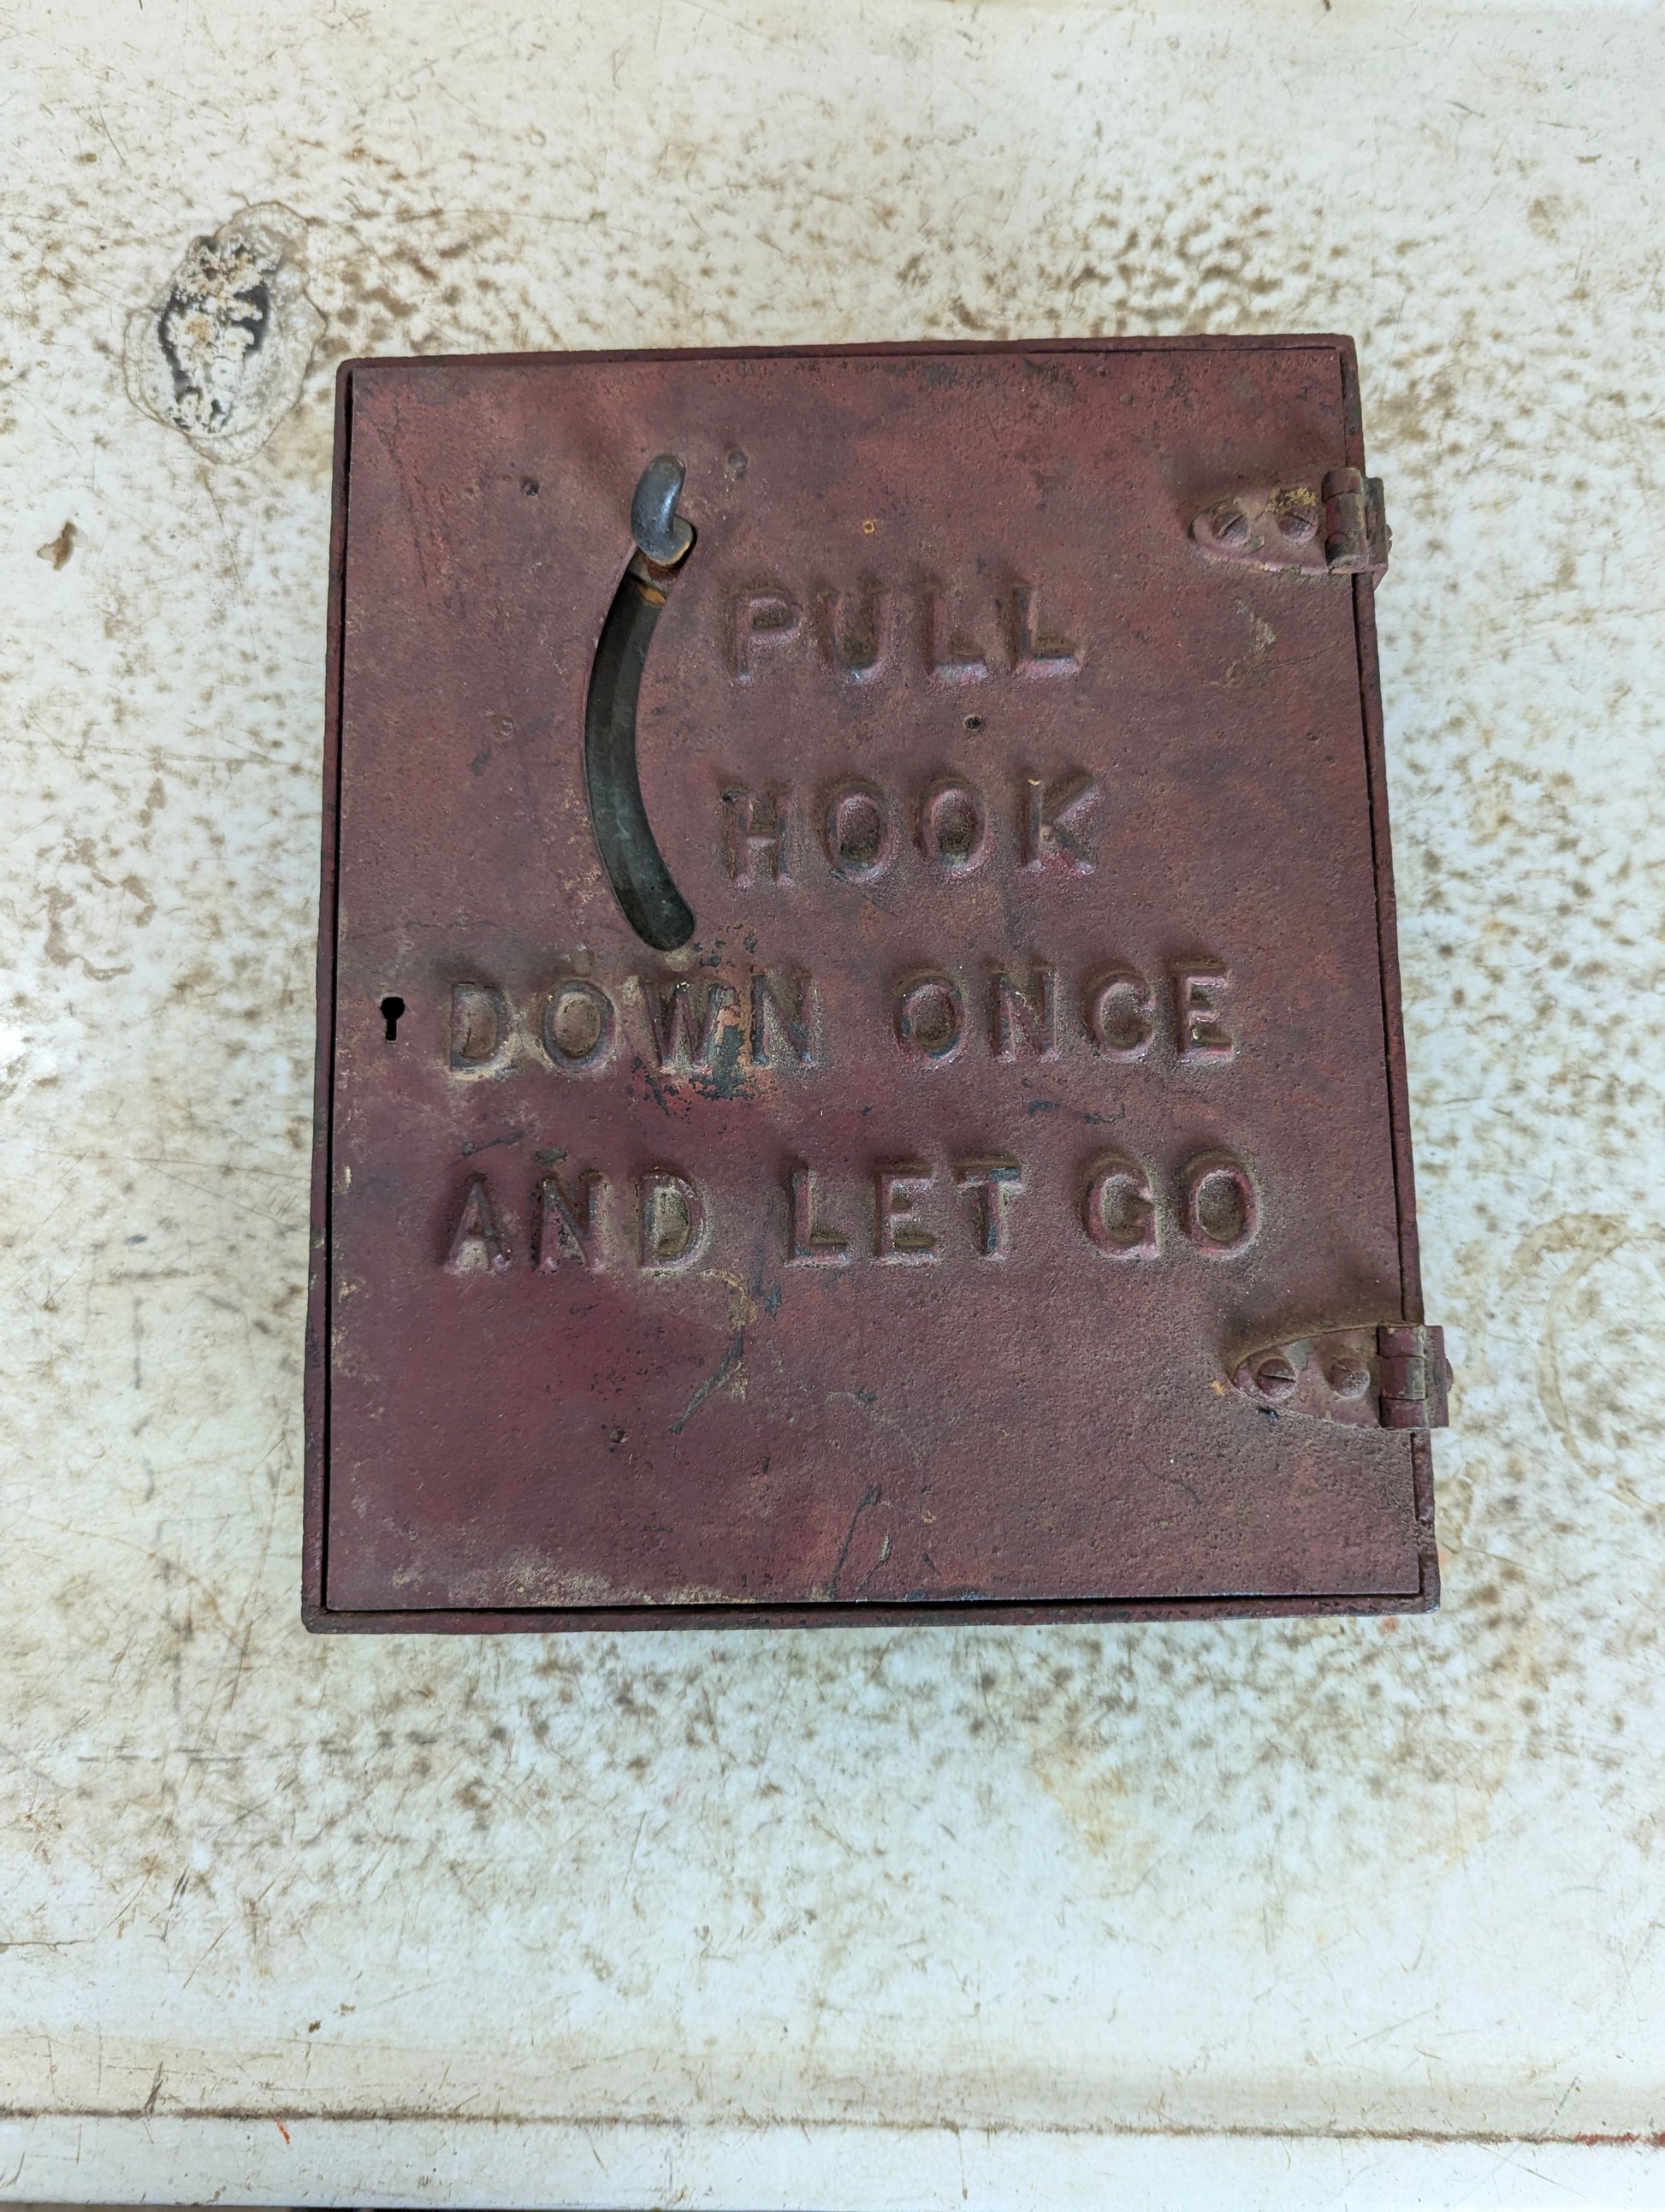 PULL
HOOK
DOWN ONCE
AND LET GO